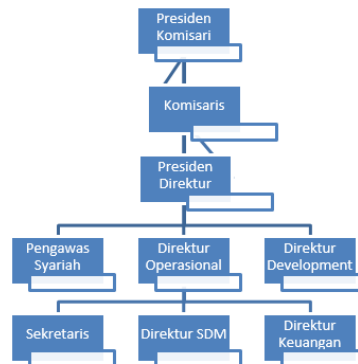 Presiden
Komisari
Komisaris
Presiden
Direktur
Pengawas
Syariah
Direktur
Operasional
Direktur
Development
Sekretaris
Direktur SDM
Direktur
Keuangan